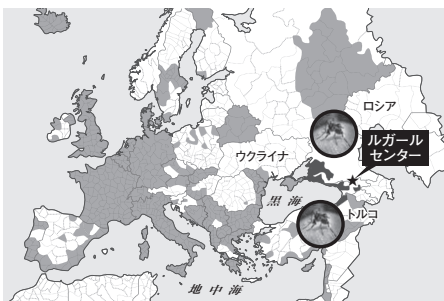 ロシア
ルガール
センター
ウクライナ
黒海
トルコ
地中海